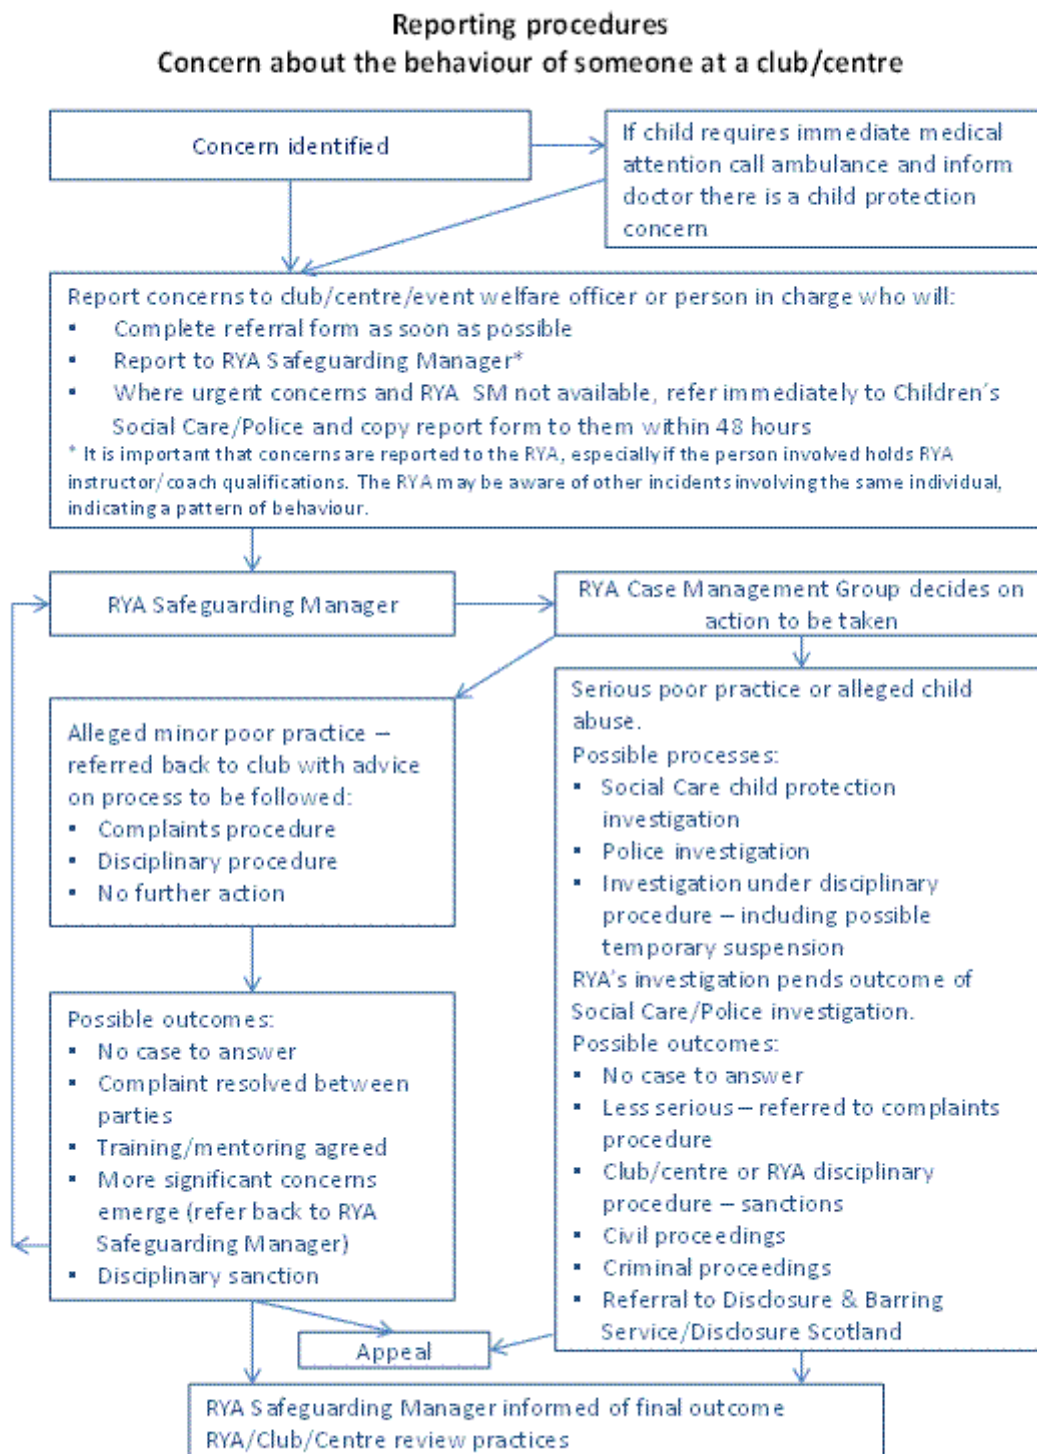 Reporting procedures
Concern about the behaviour of someone at a club/centre
Concern identified
If child requires immediate medical
attention call ambulance and inform
doctor there is a child protection
concern
Report concerns to club/centre/event welfare officer or person in charge who will:
▪ Complete referral form as soon as possible
▪ Report to RYA Safeguarding Manager*
▪ Where urgent concerns and RYA SM not available, refer immediately to Children's
Social Care/Police and copy report form to them within 48 hours
* It is important that concerns are reported to the RYA, especially if the person involved holds RYA
instructor/coach qualifications. The RYA may be aware of other incidents involving the same individual,
indicating a pattern of behaviour.
RYA Safeguarding Manager
RYA Case Management Group decides on
action to be taken
Alleged minor poor practice –
referred back to club with advice
on process to be followed:
▪ Complaints procedure
▪ Disciplinary procedure
▪ No further action
Serious poor practice or alleged child
abuse.
Possible processes:
▪ Social Care child protection
investigation
▪ Police investigation
▪ Investigation under disciplinary
procedure – including possible
temporary suspension
RYA's investigation pends outcome of
Social Care/Police investigation.
Possible outcomes:
▪ No case to answer
▪ Less serious – referred to complaints
procedure
▪ Club/centre or RYA disciplinary
procedure – sanctions
▪ Civil proceedings
▪ Criminal proceedings
▪ Referral to Disclosure & Barring
Service/Disclosure Scotland
Possible outcomes:
▪ No case to answer
▪ Complaint resolved between
parties
▪ Training/mentoring agreed
▪ More significant concerns
emerge (refer back to RYA
Safeguarding Manager)
▪ Disciplinary sanction
Appeal
RYA Safeguarding Manager informed of final outcome
RYA/Club/Centre review practices